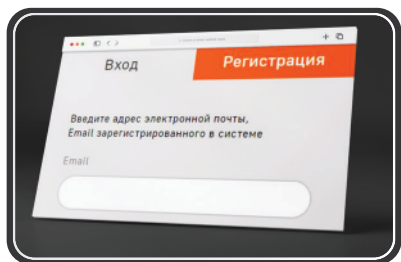 Вход
Регистрация
Введите адрес электронной почты,
Email зарегистрированного в системе
Email